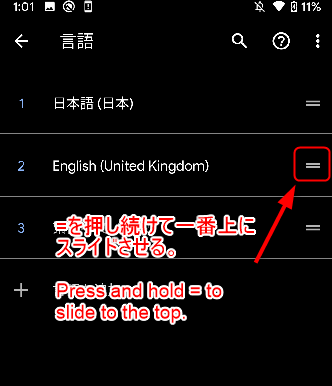 1:01
11%
言語
1 日本語 (日本)
2 English (United Kingdom)
3
=を押し続けて一番上に
スライドさせる。
Press and hold = to
slide to the top.